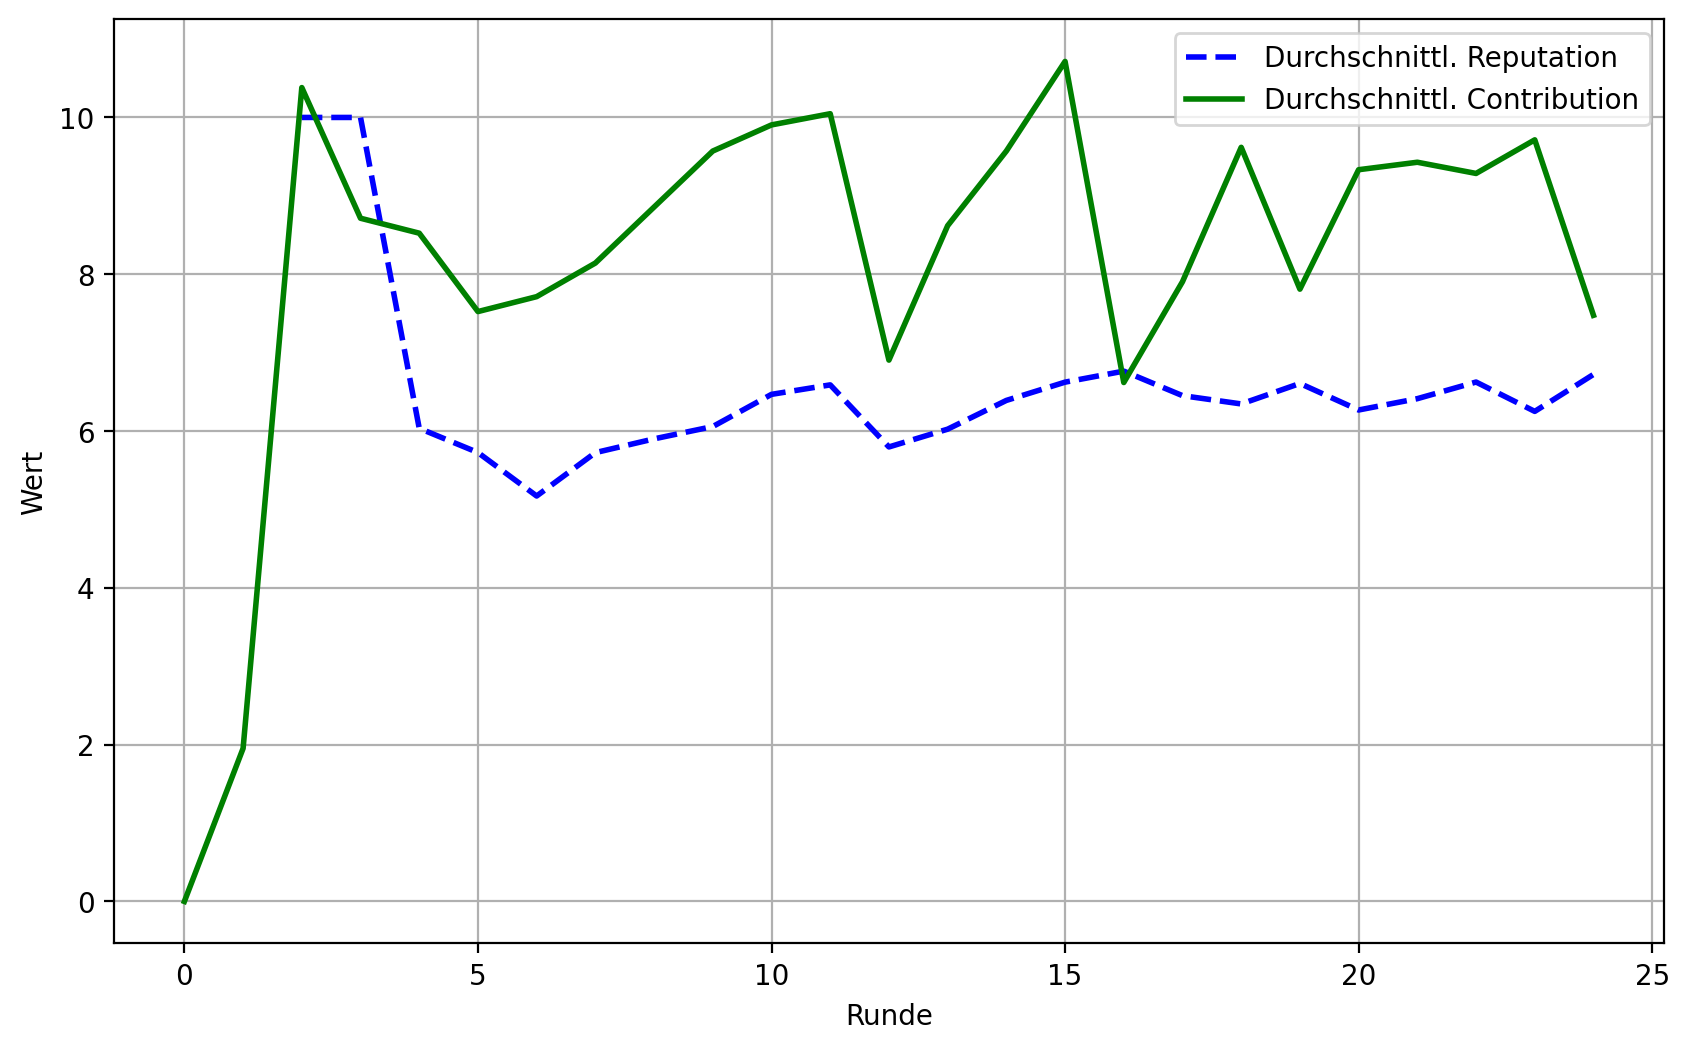 Durchschnittl. Reputation
Durchschnittl. Contribution
Wert
10
8
6
4
2
0
0 5 10 15 20 25
Runde